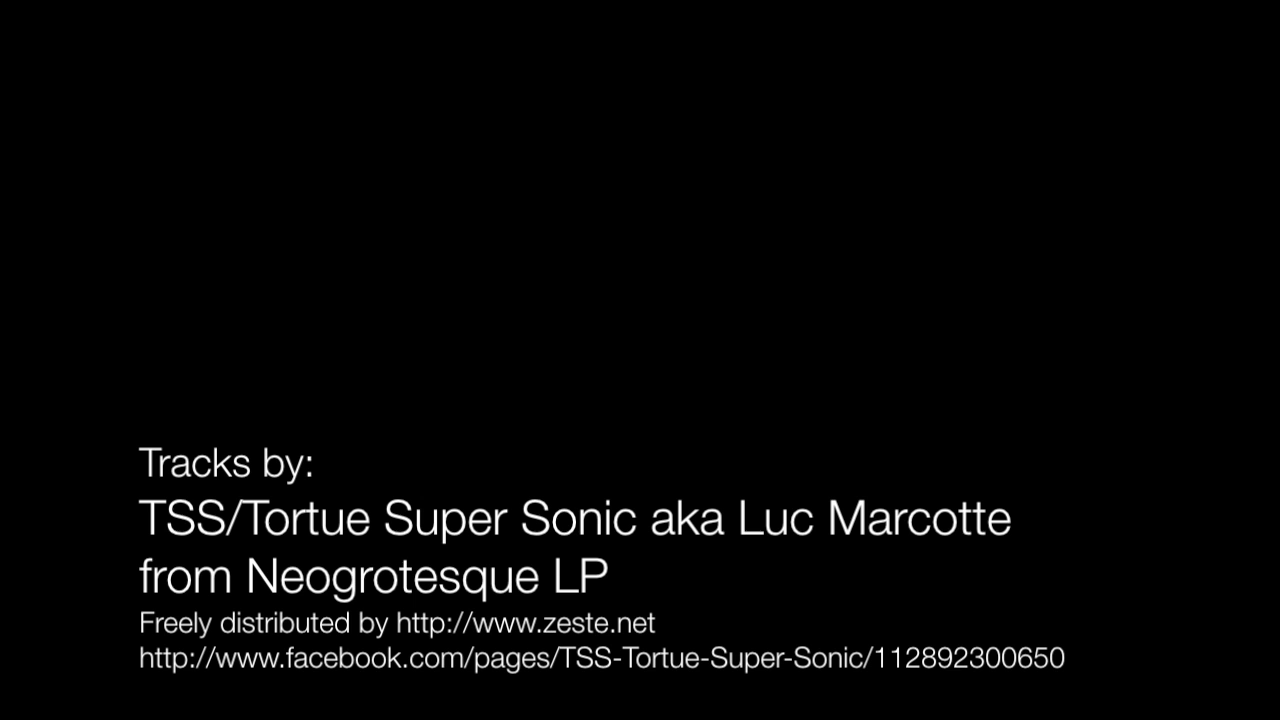 Tracks by:
TSS/Tortue Super Sonic aka Luc Marcotte
from Neogrotesque LP
Freely distributed by http://www.zeste.net
http://www.facebook.com/pages/TSS-Tortue-Super-Sonic/112892300650